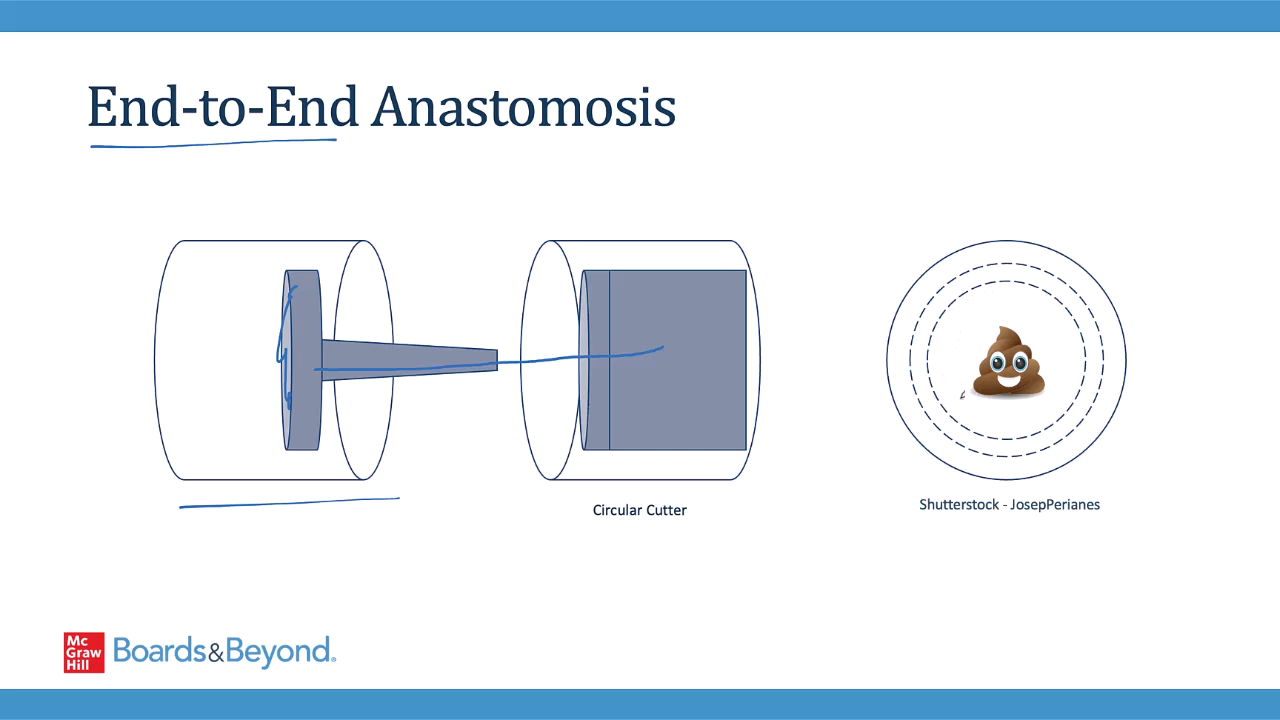 End-to-End Anastomosis
Circular Cutter
Shutterstock - JosepPerianes
Mc
Graw
Hill
Boards&Beyond®